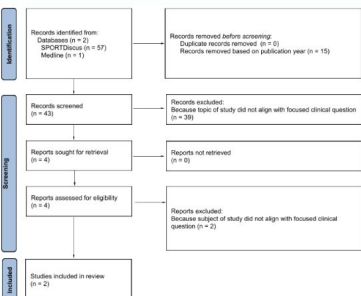 Identification
Records identified from:
Databases (n = 2)
SPORTDiscus (n = 57)
Medline (n = 1)
Records removed before screening:
Duplicate records removed (n = 0)
Records removed based on publication year (n = 15)
Screening
Records screened
(n = 43)
Records excluded:
Because topic of study did not align with focused clinical question
(n = 39)
Reports sought for retrieval
(n = 4)
Reports not retrieved
(n = 0)
Reports assessed for eligibility
(n = 4)
Reports excluded:
Because subject of study did not align with focused clinical
question (n = 2)
Included
Studies included in review
(n = 2)